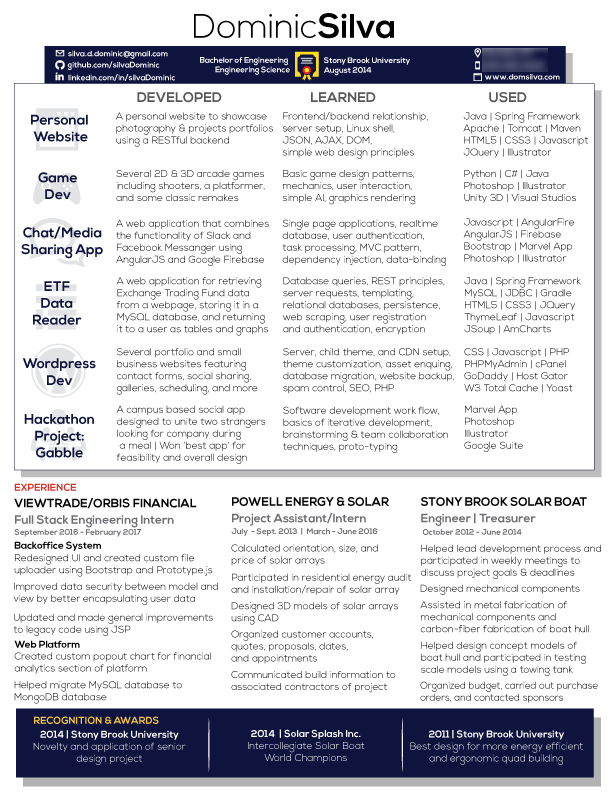 DominicSilva
silva.d.dominic@gmail.com
github.com/silvaDominic
linkedin.com/in/silvaDominic
Bachelor of Engineering
Engineering Science
Stony Brook University
August 2014
www.domsilva.com
DEVELOPED
LEARNED
USED
Personal
Website
A personal website to showcase
photography & projects portfolios
using a RESTful backend
Frontend/backend relationship,
server setup, Linux shell,
JSON, AJAX, DOM,
simple web design principles
Java | Spring Framework
Apache | Tomcat | Maven
HTML5 | CSS3 | Javascript
JQuery | Illustrator
Game
Dev
Several 2D & 3D arcade games
including shooters, a platformer,
and some classic remakes
Basic game design patterns,
mechanics, user interaction,
simple AI, graphics rendering
Python | C# | Java
Photoshop | Illustrator
Unity 3D | Visual Studios
Chat/Media
Sharing App
A web application that combines
the functionality of Slack and
Facebook Messanger using
AngularJS and Google Firebase
Single page applications, realtime
database, user authentication,
task processing, MVC pattern,
dependency injection, data-binding
Javascript | AngularFire
AngularJS | Firebase
Bootstrap | Marvel App
Photoshop | Illustrator
ETF
Data
Reader
A web application for retrieving
Exchange Trading Fund data
from a webpage, storing it in a
MySQL database, and returning
it to a user as tables and graphs
Database queries, REST principles,
server requests, templating,
relational databases, persistence,
web scraping, user registration
and authentication, encryption
Java | Spring Framework
MySQL | JDBC | Gradle
HTML5 | CSS3 | JQuery
ThymeLeaf | Javascript
JSoup | AmCharts
Wordpress
Dev
Several portfolio and small
business websites featuring
contact forms, social sharing,
galleries, scheduling, and more
Server, child theme, and CDN setup,
theme customization, asset enquing,
database migration, website backup,
spam control, SEO, PHP
CSS | Javascript | PHP
PHPMyAdmin | cPanel
GoDaddy | Host Gator
W3 Total Cache | Yoast
Hackathon
Project:
Gabble
A campus based social app
designed to unite two strangers
looking for company during
a meal | Won 'best app' for
feasibility and overall design
Software development work flow,
basics of iterative development,
brainstorming & team collaboration
techniques, proto-typing
Marvel App
Photoshop
Illustrator
Google Suite
EXPERIENCE
VIEWTRADE/ORBIS FINANCIAL
Full Stack Engineering Intern
September 2016 - February 2017
Backoffice System
Redesigned UI and created custom file
uploader using Bootstrap and Prototype.js
Improved data security between model and
view by better encapsulating user data
Updated and made general improvements
to legacy code using JSP
Web Platform
Created custom popout chart for financial
analytics section of platform
Helped migrate MySQL database to
MongoDB database
POWELL ENERGY & SOLAR
Project Assistant/Intern
July - Sept. 2013 | March - June 2016
Calculated orientation, size, and
price of solar arrays
Participated in residential energy audit
and installation/repair of solar array
Designed 3D models of solar arrays
using CAD
Organized customer accounts,
quotes, proposals, dates,
and appointments
Communicated build information to
associated contractors of project
STONY BROOK SOLAR BOAT
Engineer | Treasurer
October 2012 - June 2014
Helped lead development process and
participated in weekly meetings to
discuss project goals & deadlines
Designed mechanical components
Assisted in metal fabrication of
mechanical components and
carbon-fiber fabrication of boat hull
Helped design concept models of
boat hull and participated in testing
scale models using a towing tank
Organized budget, carried out purchase
orders, and contacted sponsors
RECOGNITION & AWARDS
2014 | Stony Brook University
Novelty and application of senior
design project
2014 | Solar Splash Inc.
Intercollegiate Solar Boat
World Champions
2011 | Stony Brook University
Best design for more energy efficient
and ergonomic quad building